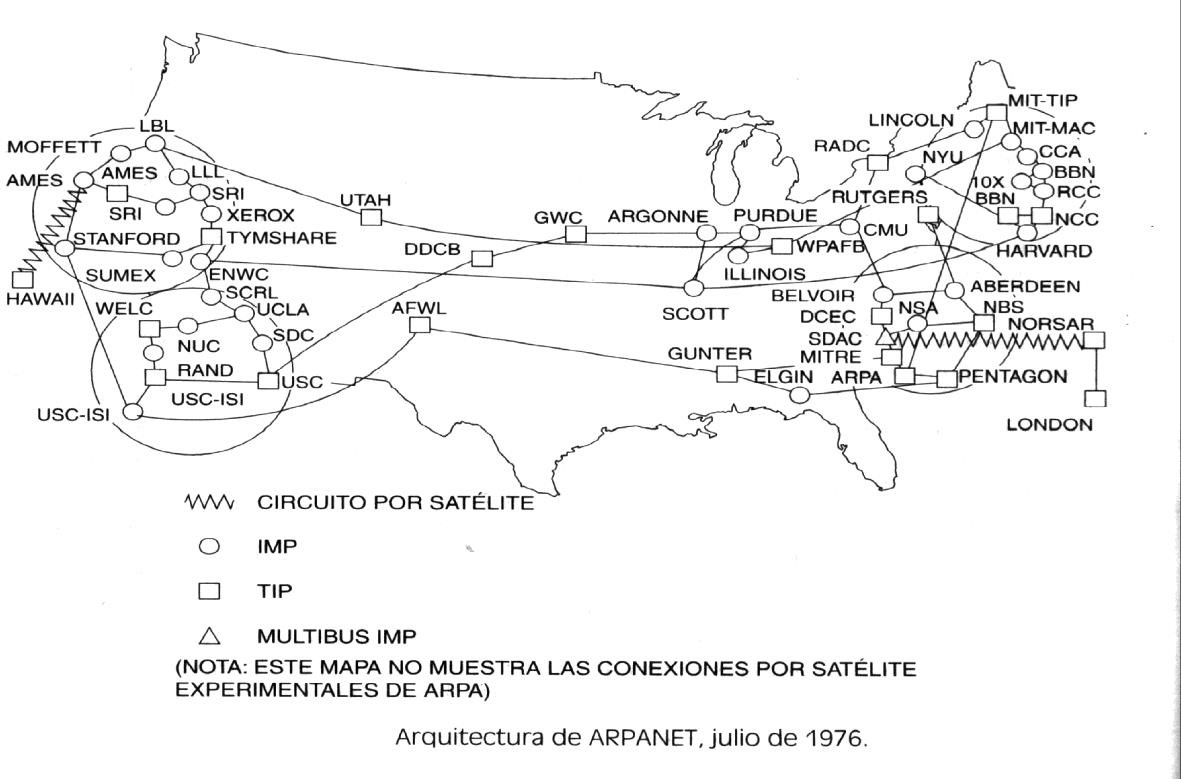 MIT-TIP
LINCOLN
LBL
MIT-MAC
MOFFETT
RADC
NYU
CCA
AMES
AMES
LLL
BBN
SRI
10X
RCC
UTAH
RUTGERS
BBN
SRI
XEROX
GWC
ARGONNE
PURDUE
NCC
STANFORD
TYMSHARE
CMU
DDCB
WPAFB
HARVARD
SUMEX
ENWC
ILLINOIS
HAWAII
SCRL
BELVOIR
ABERDEEN
WELC
UCLA
AFWL
SCOTT
DCEC
NSA
NBS
NORSAR
SDC
SDAC
NUC
GUNTER
MITRE
RAND
USC
ELGIN
ARPA
PENTAGON
USC-ISI
USC-ISI
LONDON
CIRCUITO POR SATÉLITE
IMP
TIP
MULTIBUS IMP
(NOTA: ESTE MAPA NO MUESTRA LAS CONEXIONES POR SATÉLITE
EXPERIMENTALES DE ARPA)
Arquitectura de ARPANET, julio de 1976.